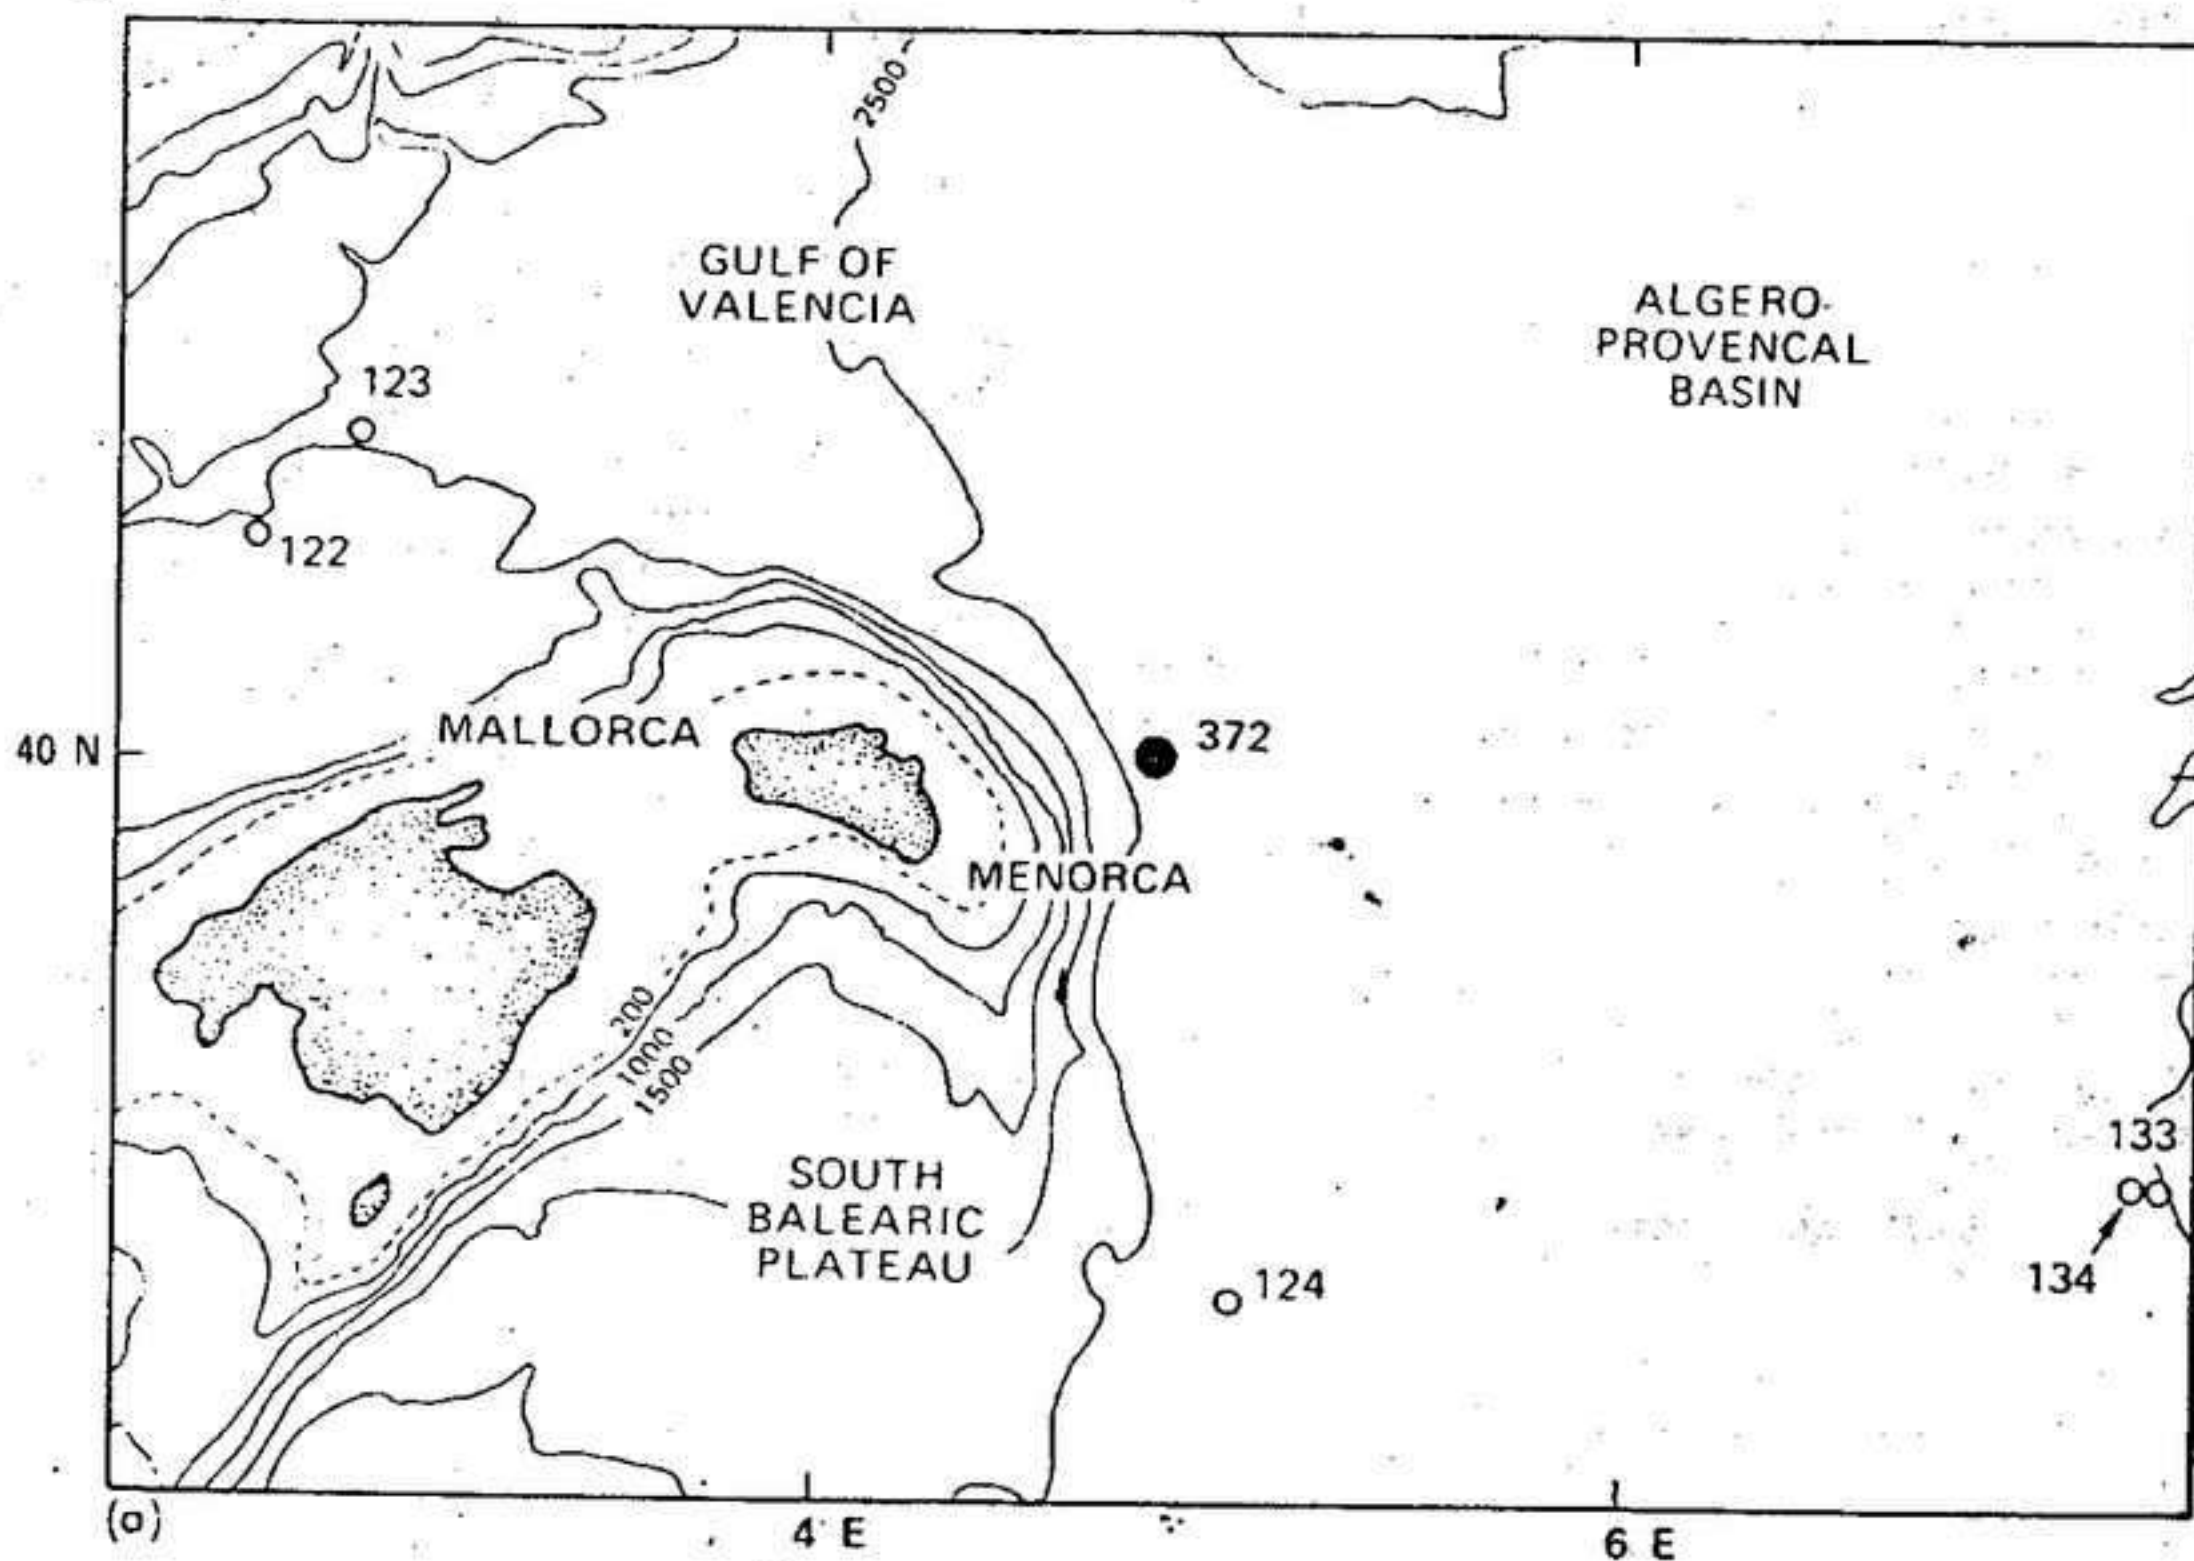 2500
GULF OF
VALENCIA
ALGERO-
PROVENCAL
BASIN
123
122
MALLORCA
40 N
372
MENORCA
200
1000
1500
133
SOUTH
BALEARIC
PLATEAU
124
134
(a)
4 E
6 E